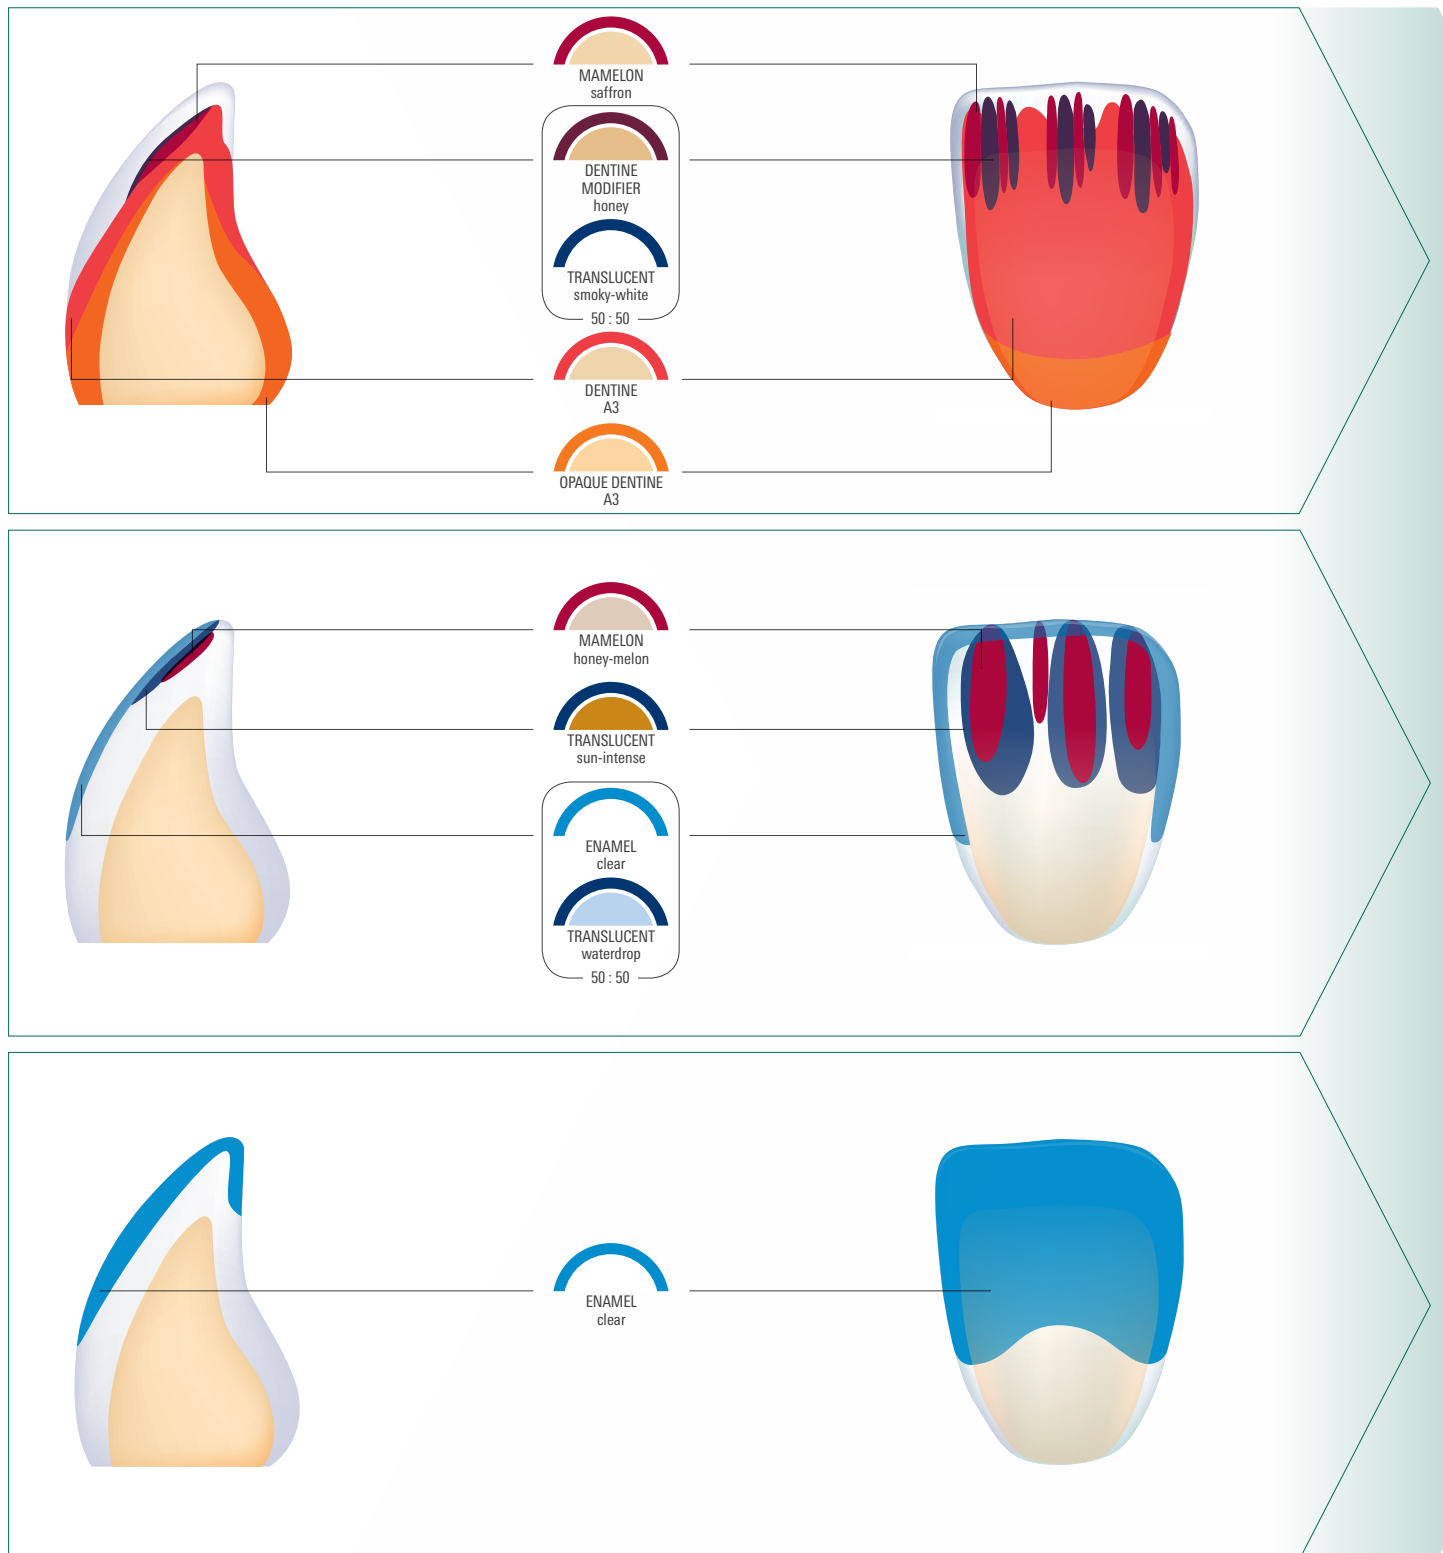 MAMELON
saffron
DENTINE
MODIFIER
honey
TRANSLUCENT
smoky-white
50 : 50
DENTINE
A3
OPAQUE DENTINE
A3
MAMELON
honey-melon
TRANSLUCENT
sun-intense
ENAMEL
clear
TRANSLUCENT
waterdrop
50 : 50
ENAMEL
clear